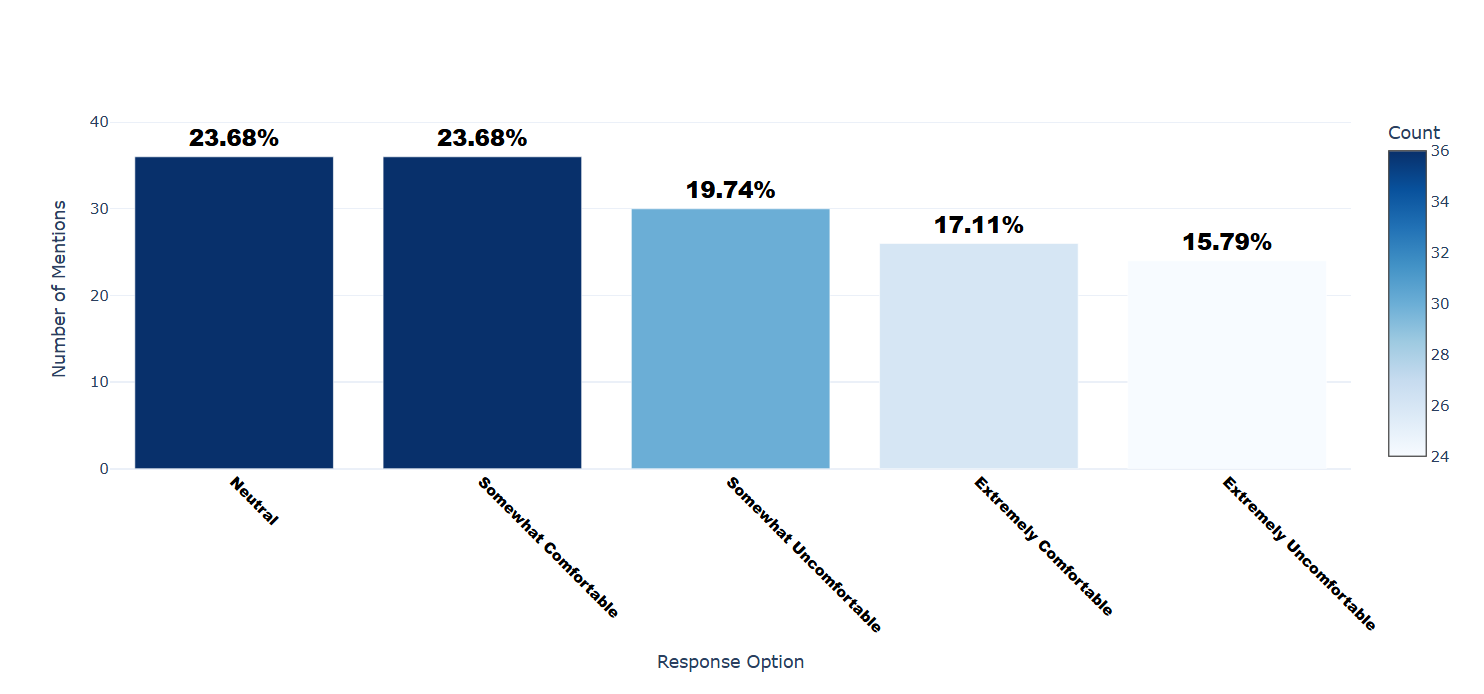 40
30
20
10
0
Number of Mentions
23.68%
23.68%
19.74%
17.11%
15.79%
Neutral
Somewhat Comfortable
Somewhat Uncomfortable
Extremely Comfortable
Extremely Uncomfortable
Response Option
Count
36
34
32
30
28
26
24